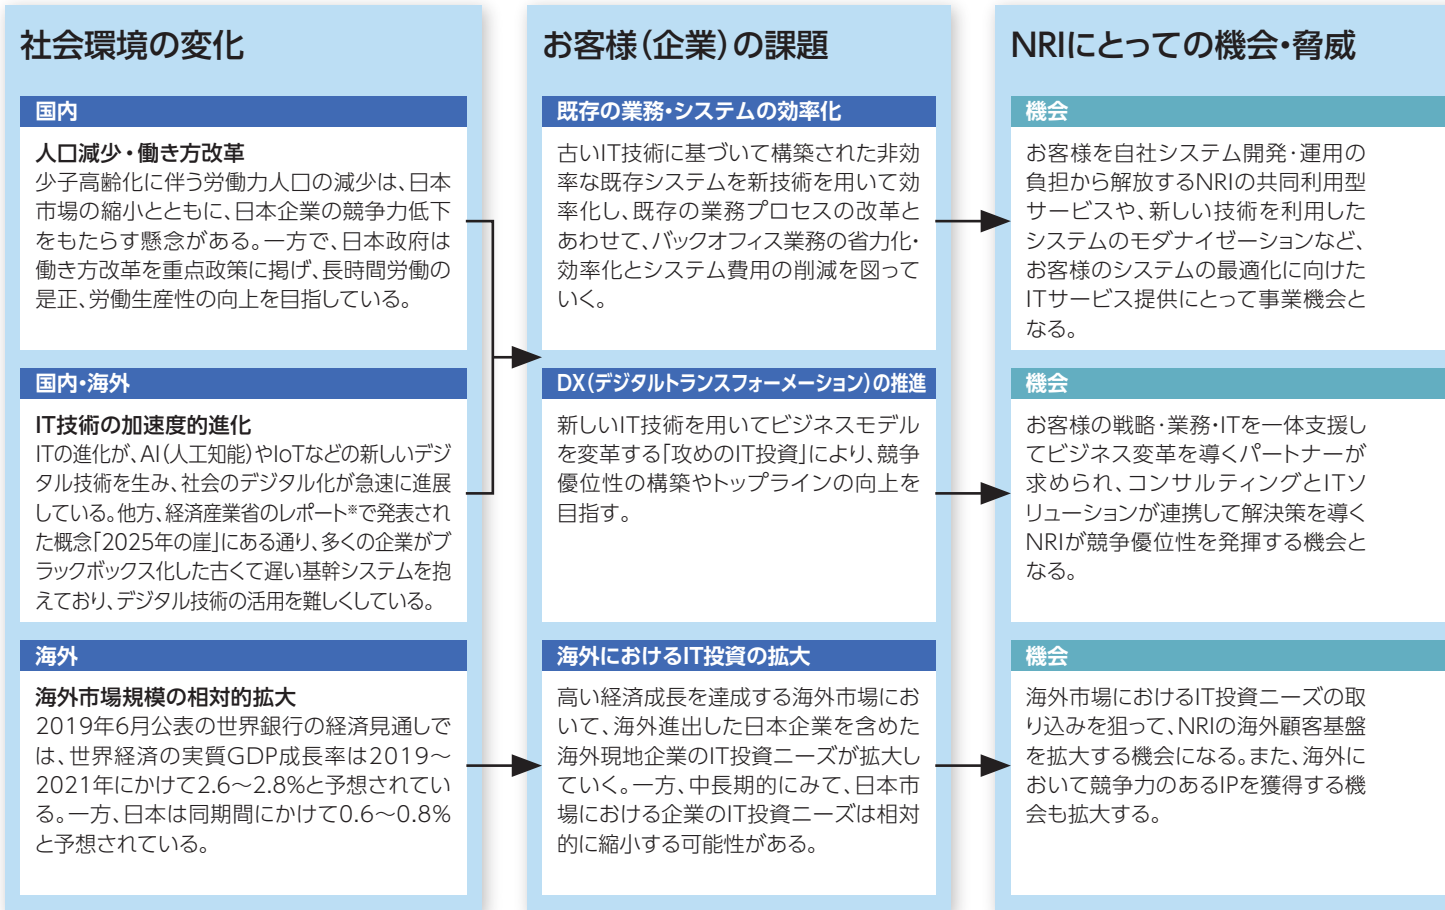 社会環境の変化
国内
人口減少・働き方改革
少子高齢化に伴う労働力人口の減少は、日本
市場の縮小とともに、日本企業の競争力低下
をもたらす懸念がある。一方で、日本政府は
働き方改革を重点政策に掲げ、長時間労働の
是正、労働生産性の向上を目指している。
国内・海外
IT技術の加速度的進化
ITの進化が、AI(人工知能)やIoTなどの新しいデジ
タル技術を生み、社会のデジタル化が急速に進展
している。他方、経済産業省のレポート※で発表され
た概念「2025年の崖」にある通り、多くの企業がブ
ラックボックス化した古くて遅い基幹システムを抱
えており、デジタル技術の活用を難しくしている。
海外
海外市場規模の相対的拡大
2019年6月公表の世界銀行の経済見通しで
は、世界経済の実質GDP成長率は2019〜
2021年にかけて2.6〜2.8%と予想されてい
る。一方、日本は同期間にかけて0.6〜0.8%
と予想されている。
お客様(企業)の課題
既存の業務・システムの効率化
古いIT技術に基づいて構築された非効
率な既存システムを新技術を用いて効
率化し、既存の業務プロセスの改革と
あわせて、バックオフィス業務の省力化・
効率化とシステム費用の削減を図って
いく。
DX(デジタルトランスフォーメーション)の推進
新しいIT技術を用いてビジネスモデル
を変革する「攻めのIT投資」により、競争
優位性の構築やトップラインの向上を
目指す。
海外におけるIT投資の拡大
高い経済成長を達成する海外市場にお
いて、海外進出した日本企業を含めた
海外現地企業のIT投資ニーズが拡大し
ていく。一方、中長期的にみて、日本市
場における企業のIT投資ニーズは相対
的に縮小する可能性がある。
NRIにとっての機会・脅威
機会
お客様を自社システム開発・運用の
負担から解放するNRIの共同利用型
サービスや、新しい技術を利用した
システムのモダナイゼーションなど、
お客様のシステムの最適化に向けた
ITサービス提供にとって事業機会と
なる。
機会
お客様の戦略・業務・ITを一体支援し
てビジネス変革を導くパートナーが
求められ、コンサルティングとITソ
リューションが連携して解決策を導く
NRIが競争優位性を発揮する機会と
なる。
機会
海外市場におけるIT投資ニーズの取
り込みを狙って、NRIの海外顧客基盤
を拡大する機会になる。また、海外に
おいて競争力のあるIPを獲得する機
会も拡大する。